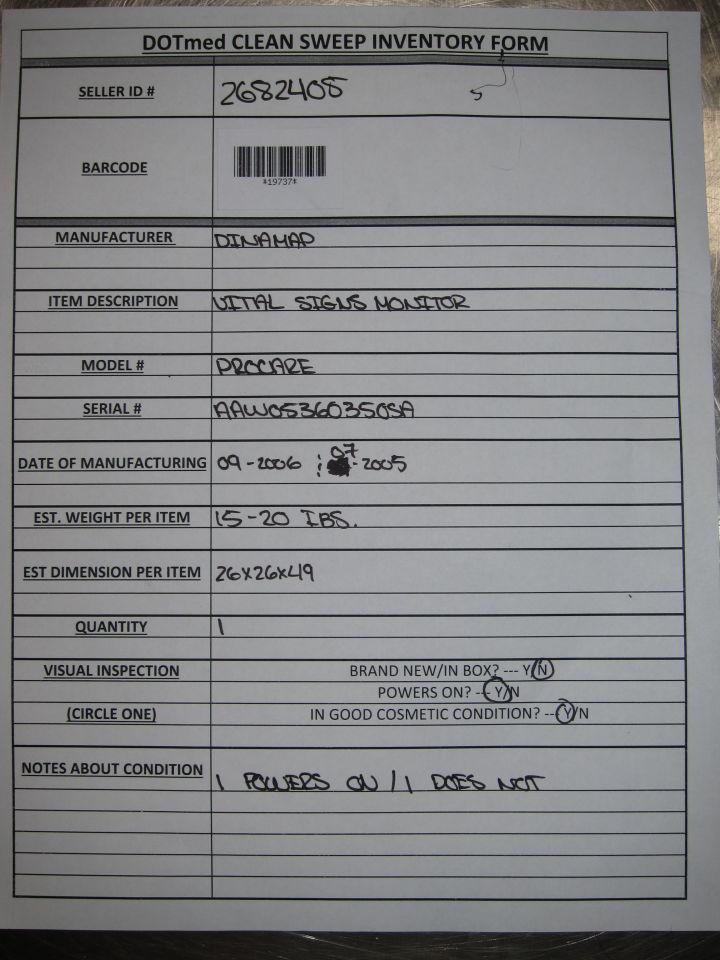 DOTmed CLEAN SWEEP INVENTORY FORM
SELLER ID # 2682405
BARCODE
*19737*
MANUFACTURER DINAMAP
ITEM DESCRIPTION VITAL SIGNS MONITOR
MODEL # PROCARE
SERIAL # AAW05360350SA
DATE OF MANUFACTURING 09-2006 ; 07-2005
EST. WEIGHT PER ITEM 15-20 IBS.
EST DIMENSION PER ITEM 26x26x49
QUANTITY 1
VISUAL INSPECTION BRAND NEW/IN BOX? --- Y/N
POWERS ON? -- Y/N
(CIRCLE ONE) IN GOOD COSMETIC CONDITION? -- Y/N
NOTES ABOUT CONDITION 1 POWERS ON / 1 DOES NOT